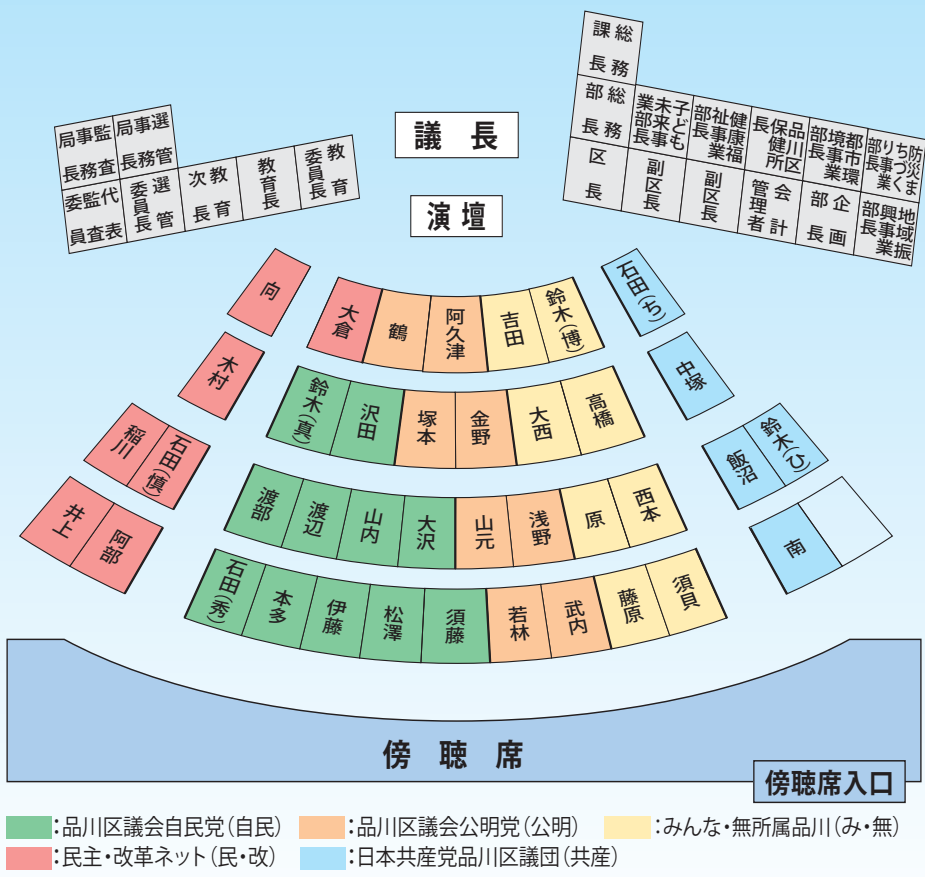 総務課長
総務部長
子ども未来事業部長
健康福祉事業部長
品川区保健所長
都市環境事業部長
防災まちづくり事業部長
区長
副区長
副区長
会計管理者
企画部長
地域振興事業部長
監査事務局長
選管事務局長
代表監査委員
選管委員長
教育次長
教育長
教育委員長
議長
演壇
向
木村
稲川
石田(慎)
井上
阿部
大倉
鶴
阿久津
吉田
鈴木(博)
鈴木(真)
沢田
塚本
金野
大西
高橋
渡部
渡辺
山内
大沢
山元
浅野
原
西本
石田(秀)
本多
伊藤
松澤
須藤
若林
武内
藤原
須貝
石田(ち)
中塚
飯沼
鈴木(ひ)
南
傍聴席
傍聴席入口
:品川区議会自民党(自民)
:品川区議会公明党(公明)
:みんな・無所属品川(み・無)
:民主・改革ネット(民・改)
:日本共産党品川区議団(共産)